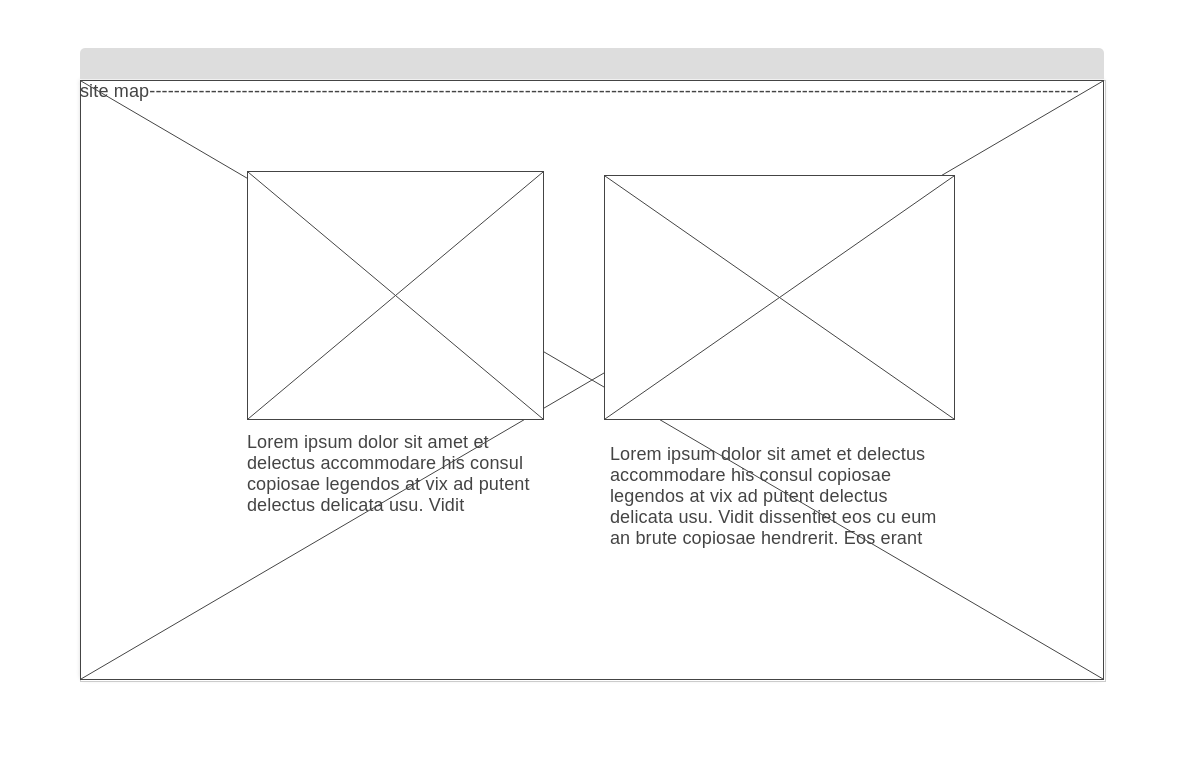 site map-----------------------------------------------------------------------------------------------------------------------------------------------------------
Lorem ipsum dolor sit amet et
delectus accommodare his consul
copiosae legendos at vix ad putent
delectus delicata usu. Vidit
Lorem ipsum dolor sit amet et delectus
accommodare his consul copiosae
legendos at vix ad putent delectus
delicata usu. Vidit dissentiet eos cu eum
an brute copiosae hendrerit. Eos erant